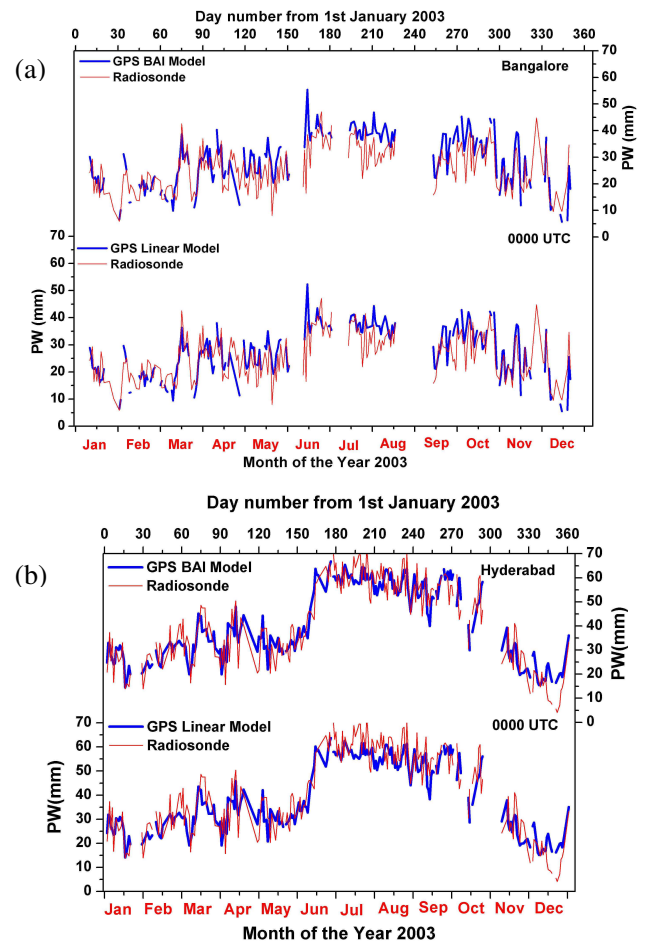 Day number from 1st January 2003
0 30 60 90 120 150 180 210 240 270 300 330 360
(a)
GPS BAI Model
Radiosonde
Bangalore
70
60
50
40
30
20
10
0
PW (mm)
GPS Linear Model
Radiosonde
0000 UTC
70
60
50
40
30
20
10
0
PW (mm)
Jan Feb Mar Apr May Jun Jul Aug Sep Oct Nov Dec
Month of the Year 2003
Day number from 1st January 2003
0 30 60 90 120 150 180 210 240 270 300 330 360
(b)
GPS BAI Model
Radiosonde
Hyderabad
70
60
50
40
30
20
10
0
PW(mm)
GPS Linear Model
Radiosonde
0000 UTC
70
60
50
40
30
20
10
0
PW(mm)
Jan Feb Mar Apr May Jun Jul Aug Sep Oct Nov Dec
Month of the Year 2003